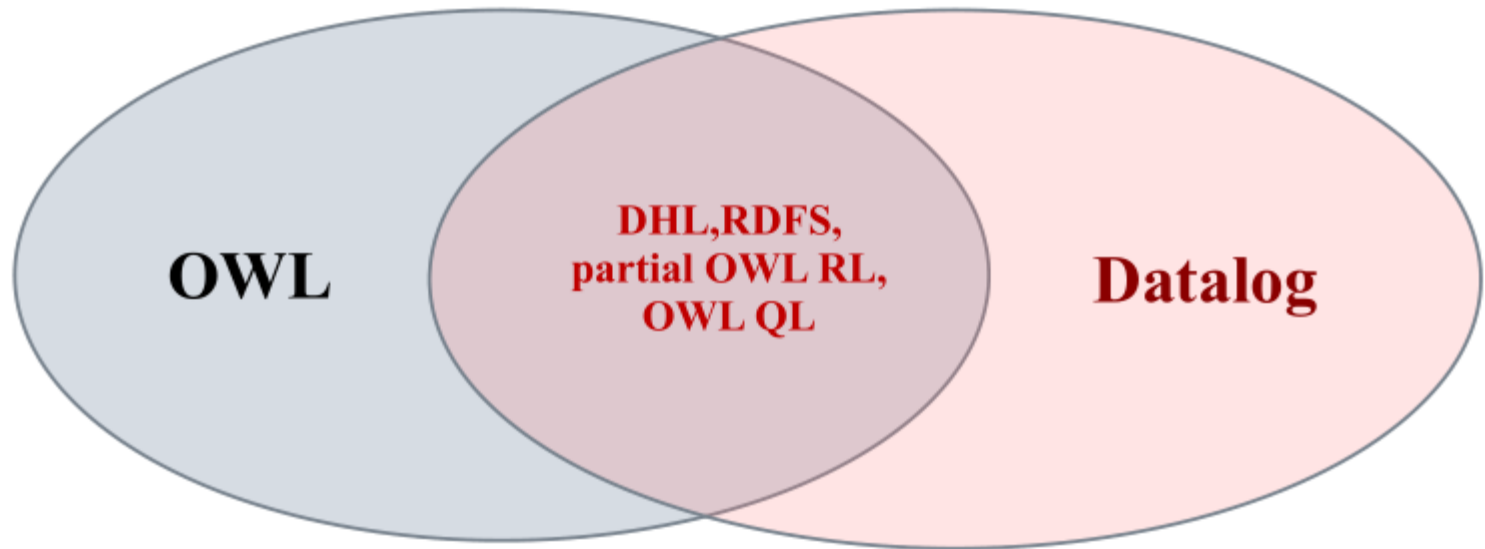 OWL
DHL,RDFS,
partial OWL RL,
OWL QL
Datalog